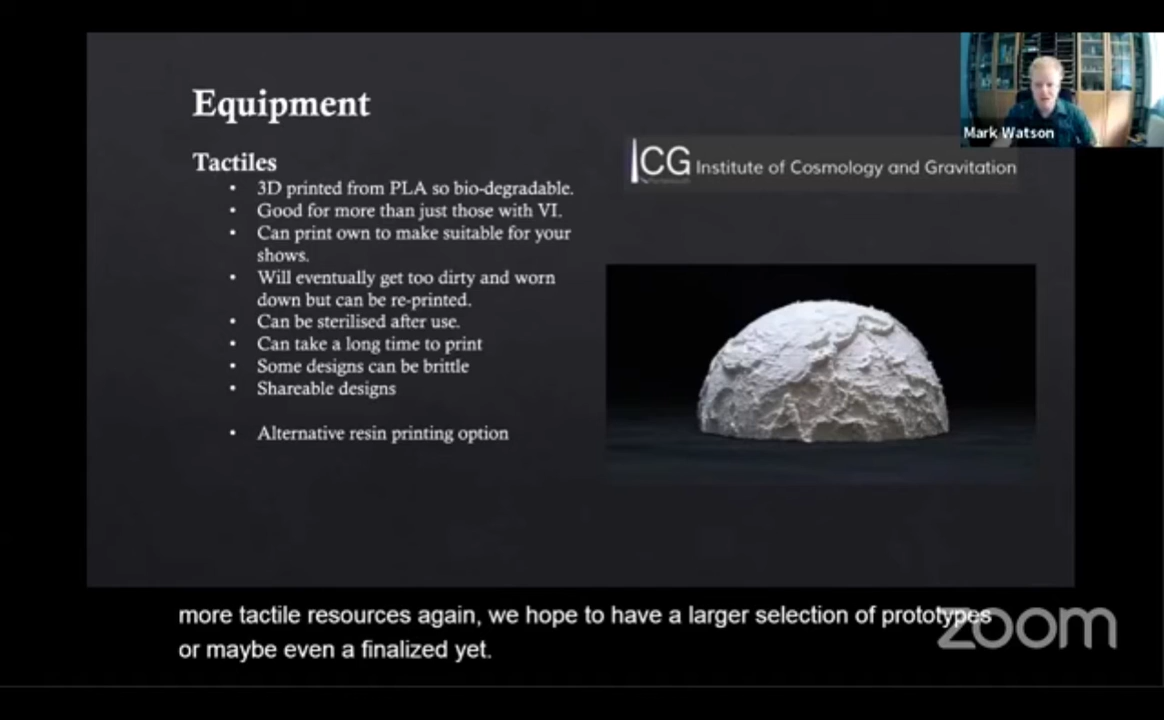 Equipment
Mark Watson
Tactiles
ICG Institute of Cosmology and Gravitation
• 3D printed from PLA so bio-degradable.
• Good for more than just those with VI.
• Can print own to make suitable for your
shows.
• Will eventually get too dirty and worn
down but can be re-printed.
• Can be sterilised after use.
• Can take a long time to print
• Some designs can be brittle
• Shareable designs
• Alternative resin printing option
more tactile resources again, we hope to have a larger selection of prototypes
or maybe even a finalized yet.
zoom